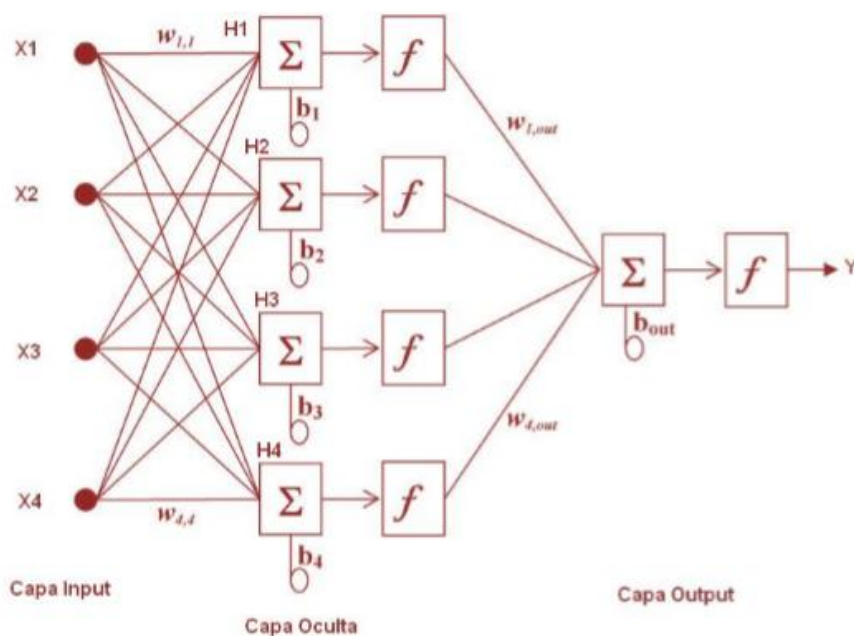 X1
w1,1
H1
Σ
f
b1
w1,out
X2
H2
Σ
f
b2
Σ
f
Y
bout
X3
H3
Σ
f
b3
w4,out
X4
w4,4
H4
Σ
f
b4
Capa Input
Capa Oculta
Capa Output